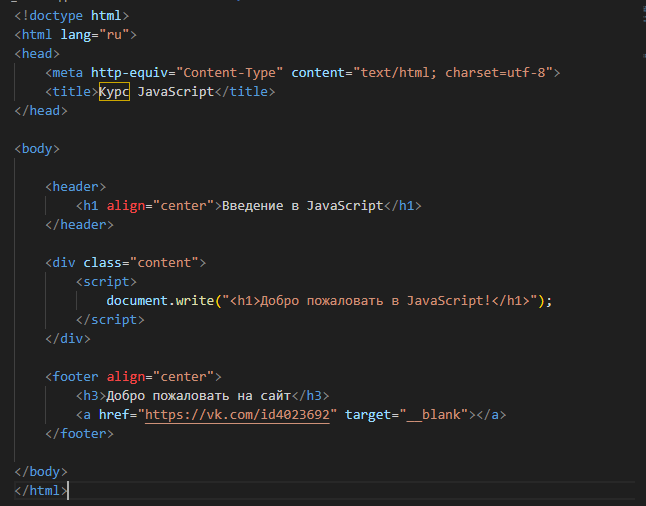 <!doctype html>
<html lang="ru">
<head>
    <meta http-equiv="Content-Type" content="text/html; charset=utf-8">
    <title>Курс JavaScript</title>
</head>

<body>

    <header>
        <h1 align="center">Введение в JavaScript</h1>
    </header>

    <div class="content">
        <script>
            document.write("<h1>Добро пожаловать в JavaScript!</h1>");
        </script>
    </div>

    <footer align="center">
        <h3>Добро пожаловать на сайт</h3>
        <a href="https://vk.com/id4023692" target="__blank"></a>
    </footer>

</body>
</html>